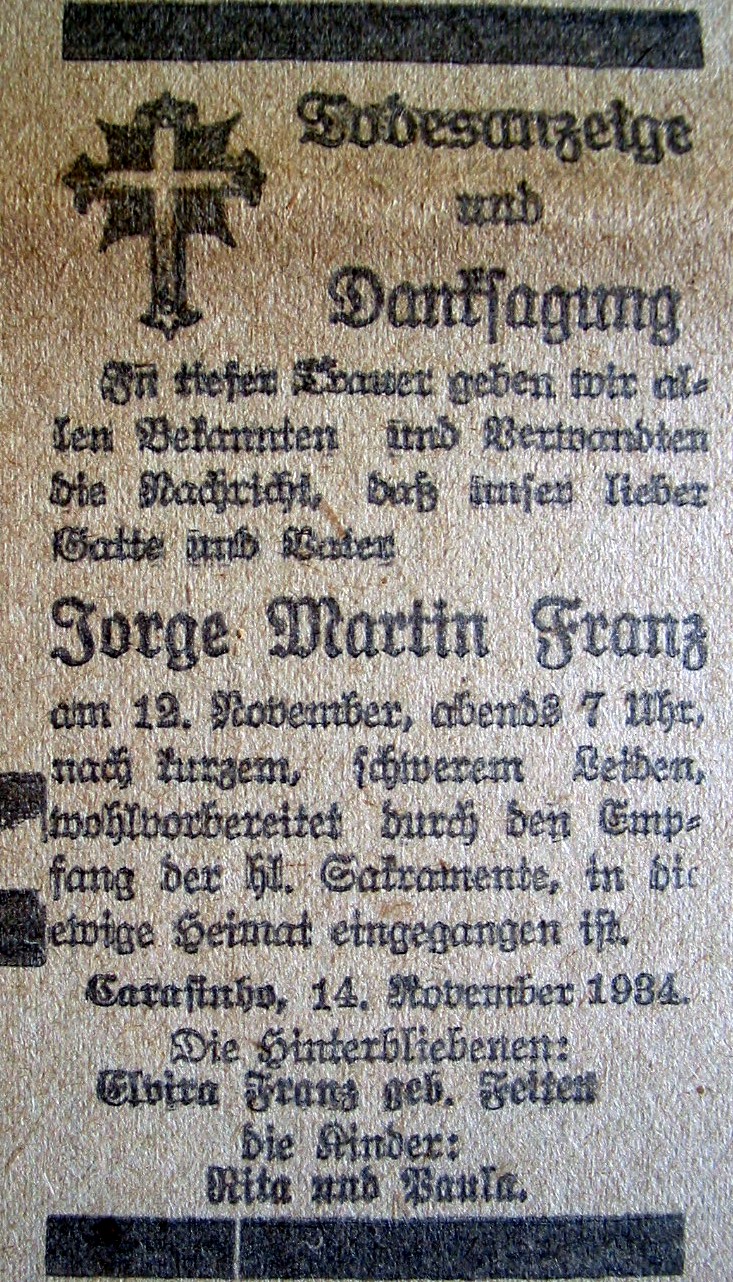 Todesanzeige
und
Danksagung
In tiefer Trauer geben wir al-
len Bekannten und Verwandten
die Nachricht, daß unser lieber
Gatte und Vater
Jorge Martin Franz
am 12. November, abends 7 Uhr,
nach kurzem, schwerem Leiden,
wohlvorbereitet durch den Emp-
fang der hl. Sakramente, in die
ewige Heimat eingegangen ist.
Carasinho, 14. November 1934.
Die Hinterbliebenen:
Elvira Franz geb. Feiten
die Kinder:
Rita und Paula.